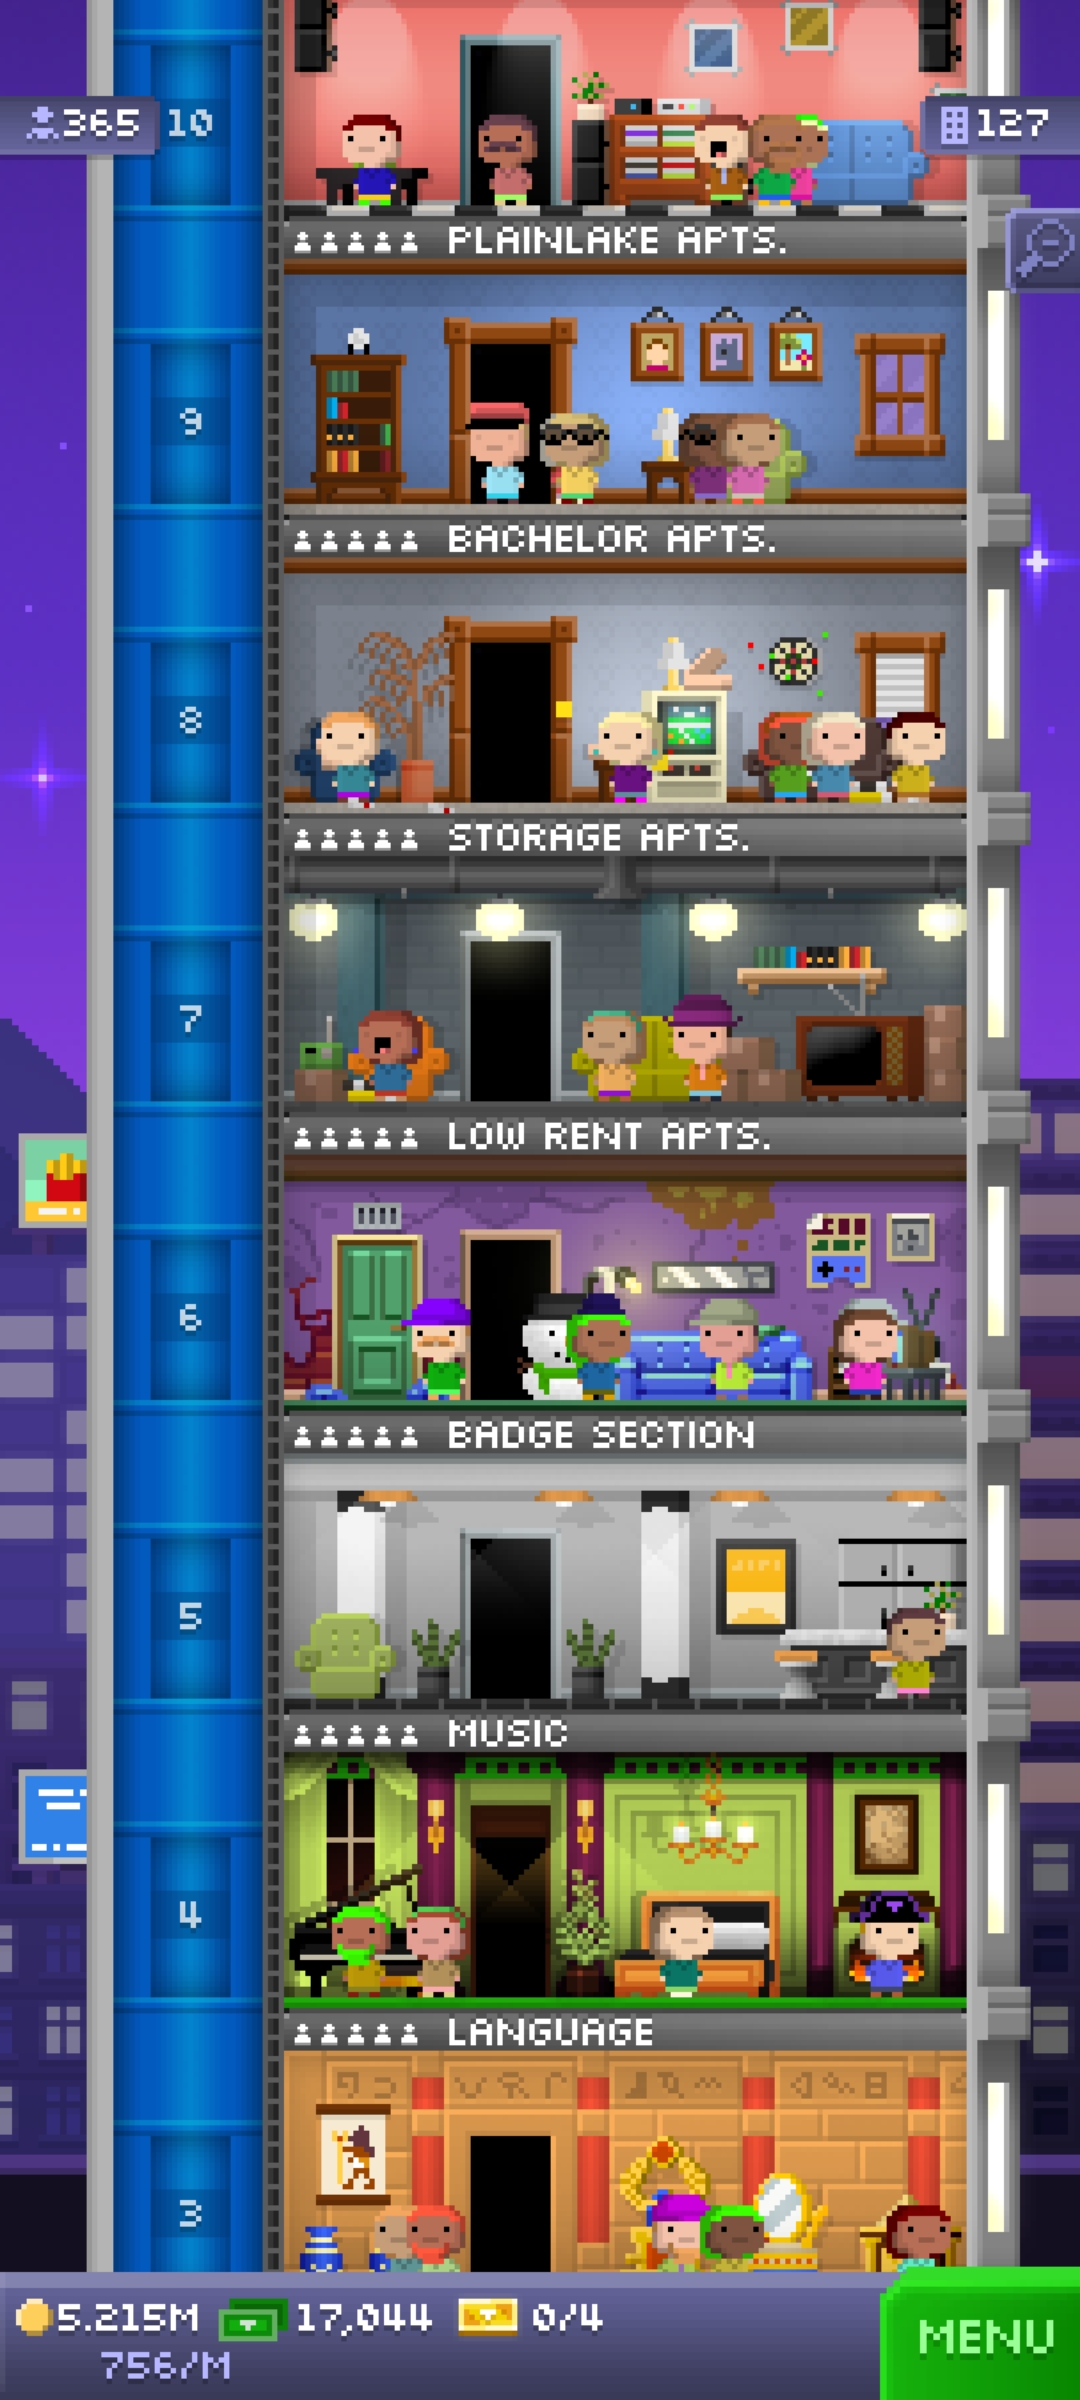 365
10
127
PLAINLAKE APTS.
9
BACHELOR APTS.
8
STORAGE APTS.
7
LOW RENT APTS.
6
BADGE SECTION
5
MUSIC
4
LANGUAGE
3
5.215M 17,044 0/4
756/M
MENU